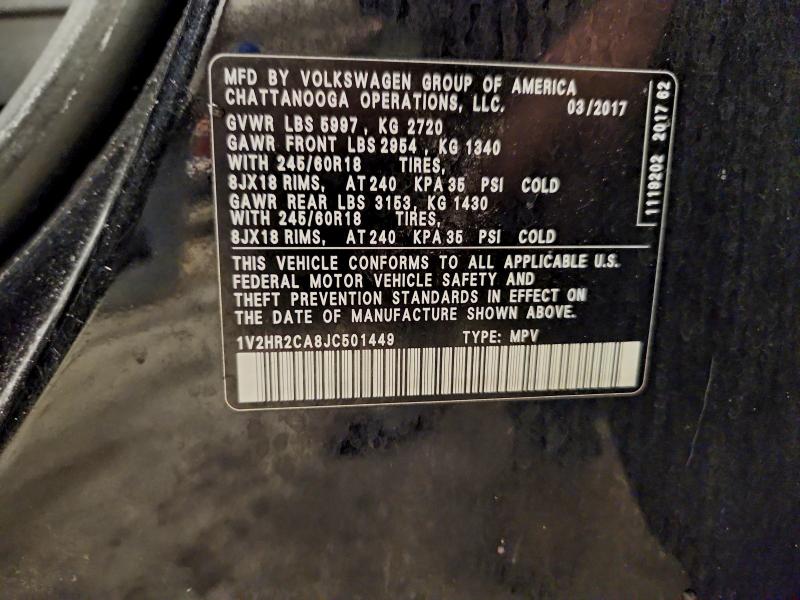 MFD BY VOLKSWAGEN GROUP OF AMERICA
CHATTANOOGA OPERATIONS, LLC. 03/2017
GVWR LBS 5997 , KG 2720
GAWR FRONT LBS 2954 , KG 1340
WITH 245/60R18 TIRES,
8JX18 RIMS, AT 240 KPA 35 PSI COLD
GAWR REAR LBS 3153, KG 1430
WITH 245/60R18 TIRES,
8JX18 RIMS, AT 240 KPA 35 PSI COLD
THIS VEHICLE CONFORMS TO ALL APPLICABLE U.S.
FEDERAL MOTOR VEHICLE SAFETY AND
THEFT PREVENTION STANDARDS IN EFFECT ON
THE DATE OF MANUFACTURE SHOWN ABOVE.
1V2HR2CA8JC501449 TYPE: MPV
1119202 2017 62